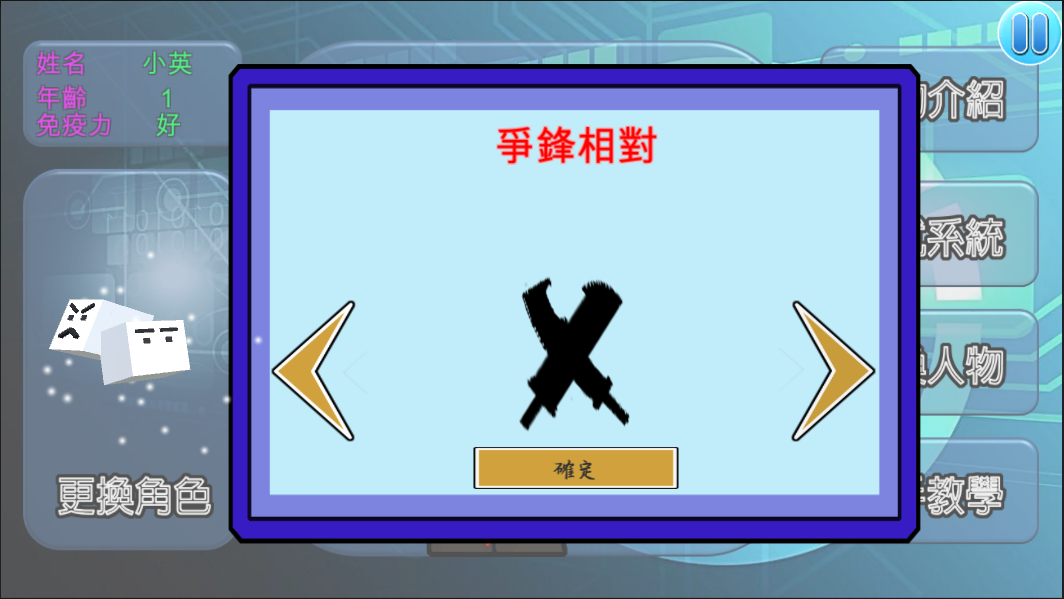 姓名 小英
年齡 1
免疫力 好
更換角色
爭鋒相對
確定
介紹
系統
人物
教學